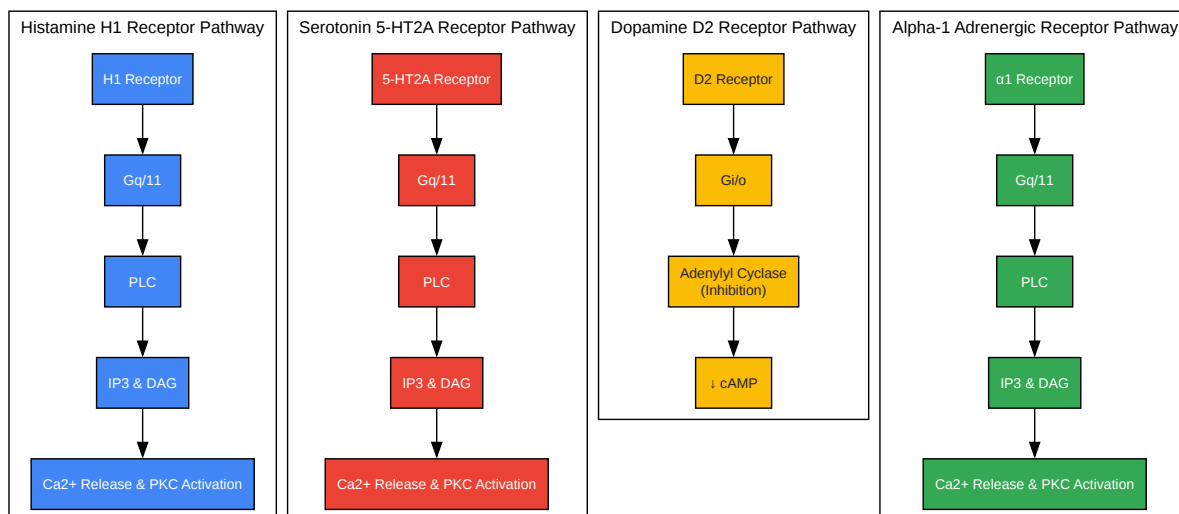 Histamine H1 Receptor Pathway
H1 Receptor
Gq/11
PLC
IP3 & DAG
Ca2+ Release & PKC Activation
Serotonin 5-HT2A Receptor Pathway
5-HT2A Receptor
Gq/11
PLC
IP3 & DAG
Ca2+ Release & PKC Activation
Dopamine D2 Receptor Pathway
D2 Receptor
Gi/o
Adenylyl Cyclase
(Inhibition)
↓ cAMP
Alpha-1 Adrenergic Receptor Pathway
α1 Receptor
Gq/11
PLC
IP3 & DAG
Ca2+ Release & PKC Activation